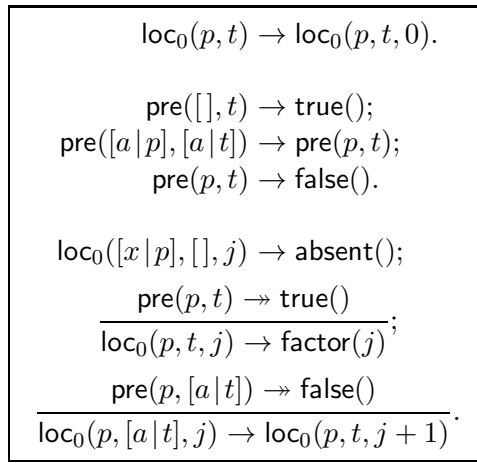 loc₀(p, t) → loc₀(p, t, 0).
pre([ ], t) → true();
pre([a | p], [a | t]) → pre(p, t);
pre(p, t) → false().
loc₀([x | p], [ ], j) → absent();
pre(p, t) ↠ true()
loc₀(p, t, j) → factor(j);
pre(p, [a | t]) ↠ false()
loc₀(p, [a | t], j) → loc₀(p, t, j + 1).